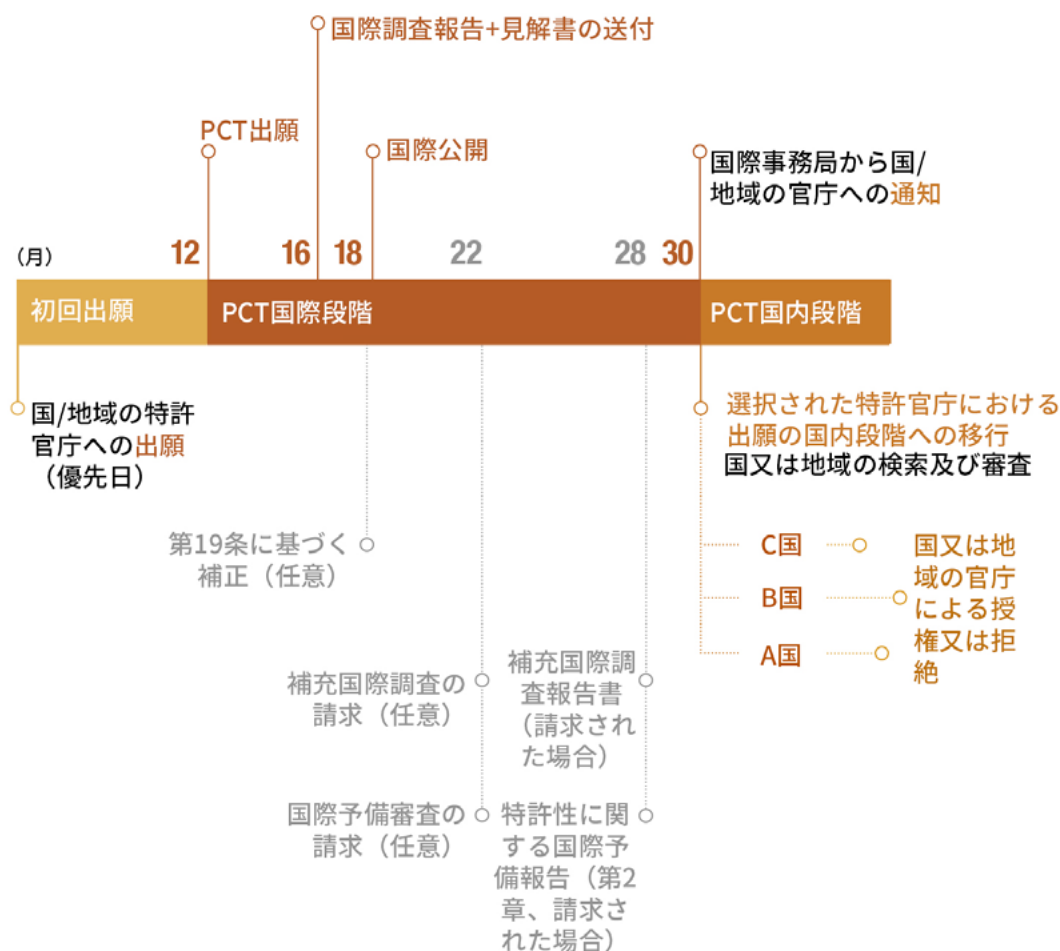 国際調査報告+見解書の送付
PCT出願
国際公開
国際事務局から国/
地域の官庁への通知
(月)
12
16
18
22
28
30
初回出願
PCT国際段階
PCT国内段階
国/地域の特許
官庁への出願
（優先日）
選択された特許官庁における
出願の国内段階への移行
国又は地域の検索及び審査
第19条に基づく
補正（任意）
C国
B国
A国
国又は地
域の官庁
による授
権又は拒
絶
補充国際調査の
請求（任意）
補充国際調
査報告書
（請求され
た場合）
国際予備審査の
請求（任意）
特許性に関
する国際予
備報告（第2
章、請求さ
れた場合）